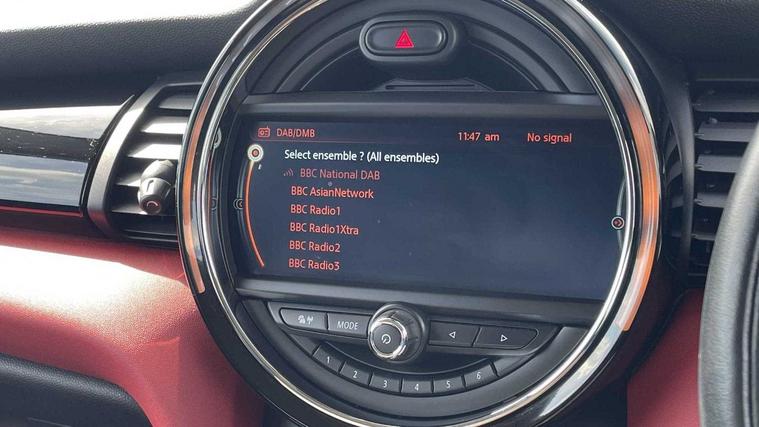 DAB/DMB 11:47 am No signal
Select ensemble ? (All ensembles)
BBC National DAB
BBC AsianNetwork
BBC Radio1
BBC Radio1Xtra
BBC Radio2
BBC Radio3
MODE
1 2 3 4 5 6